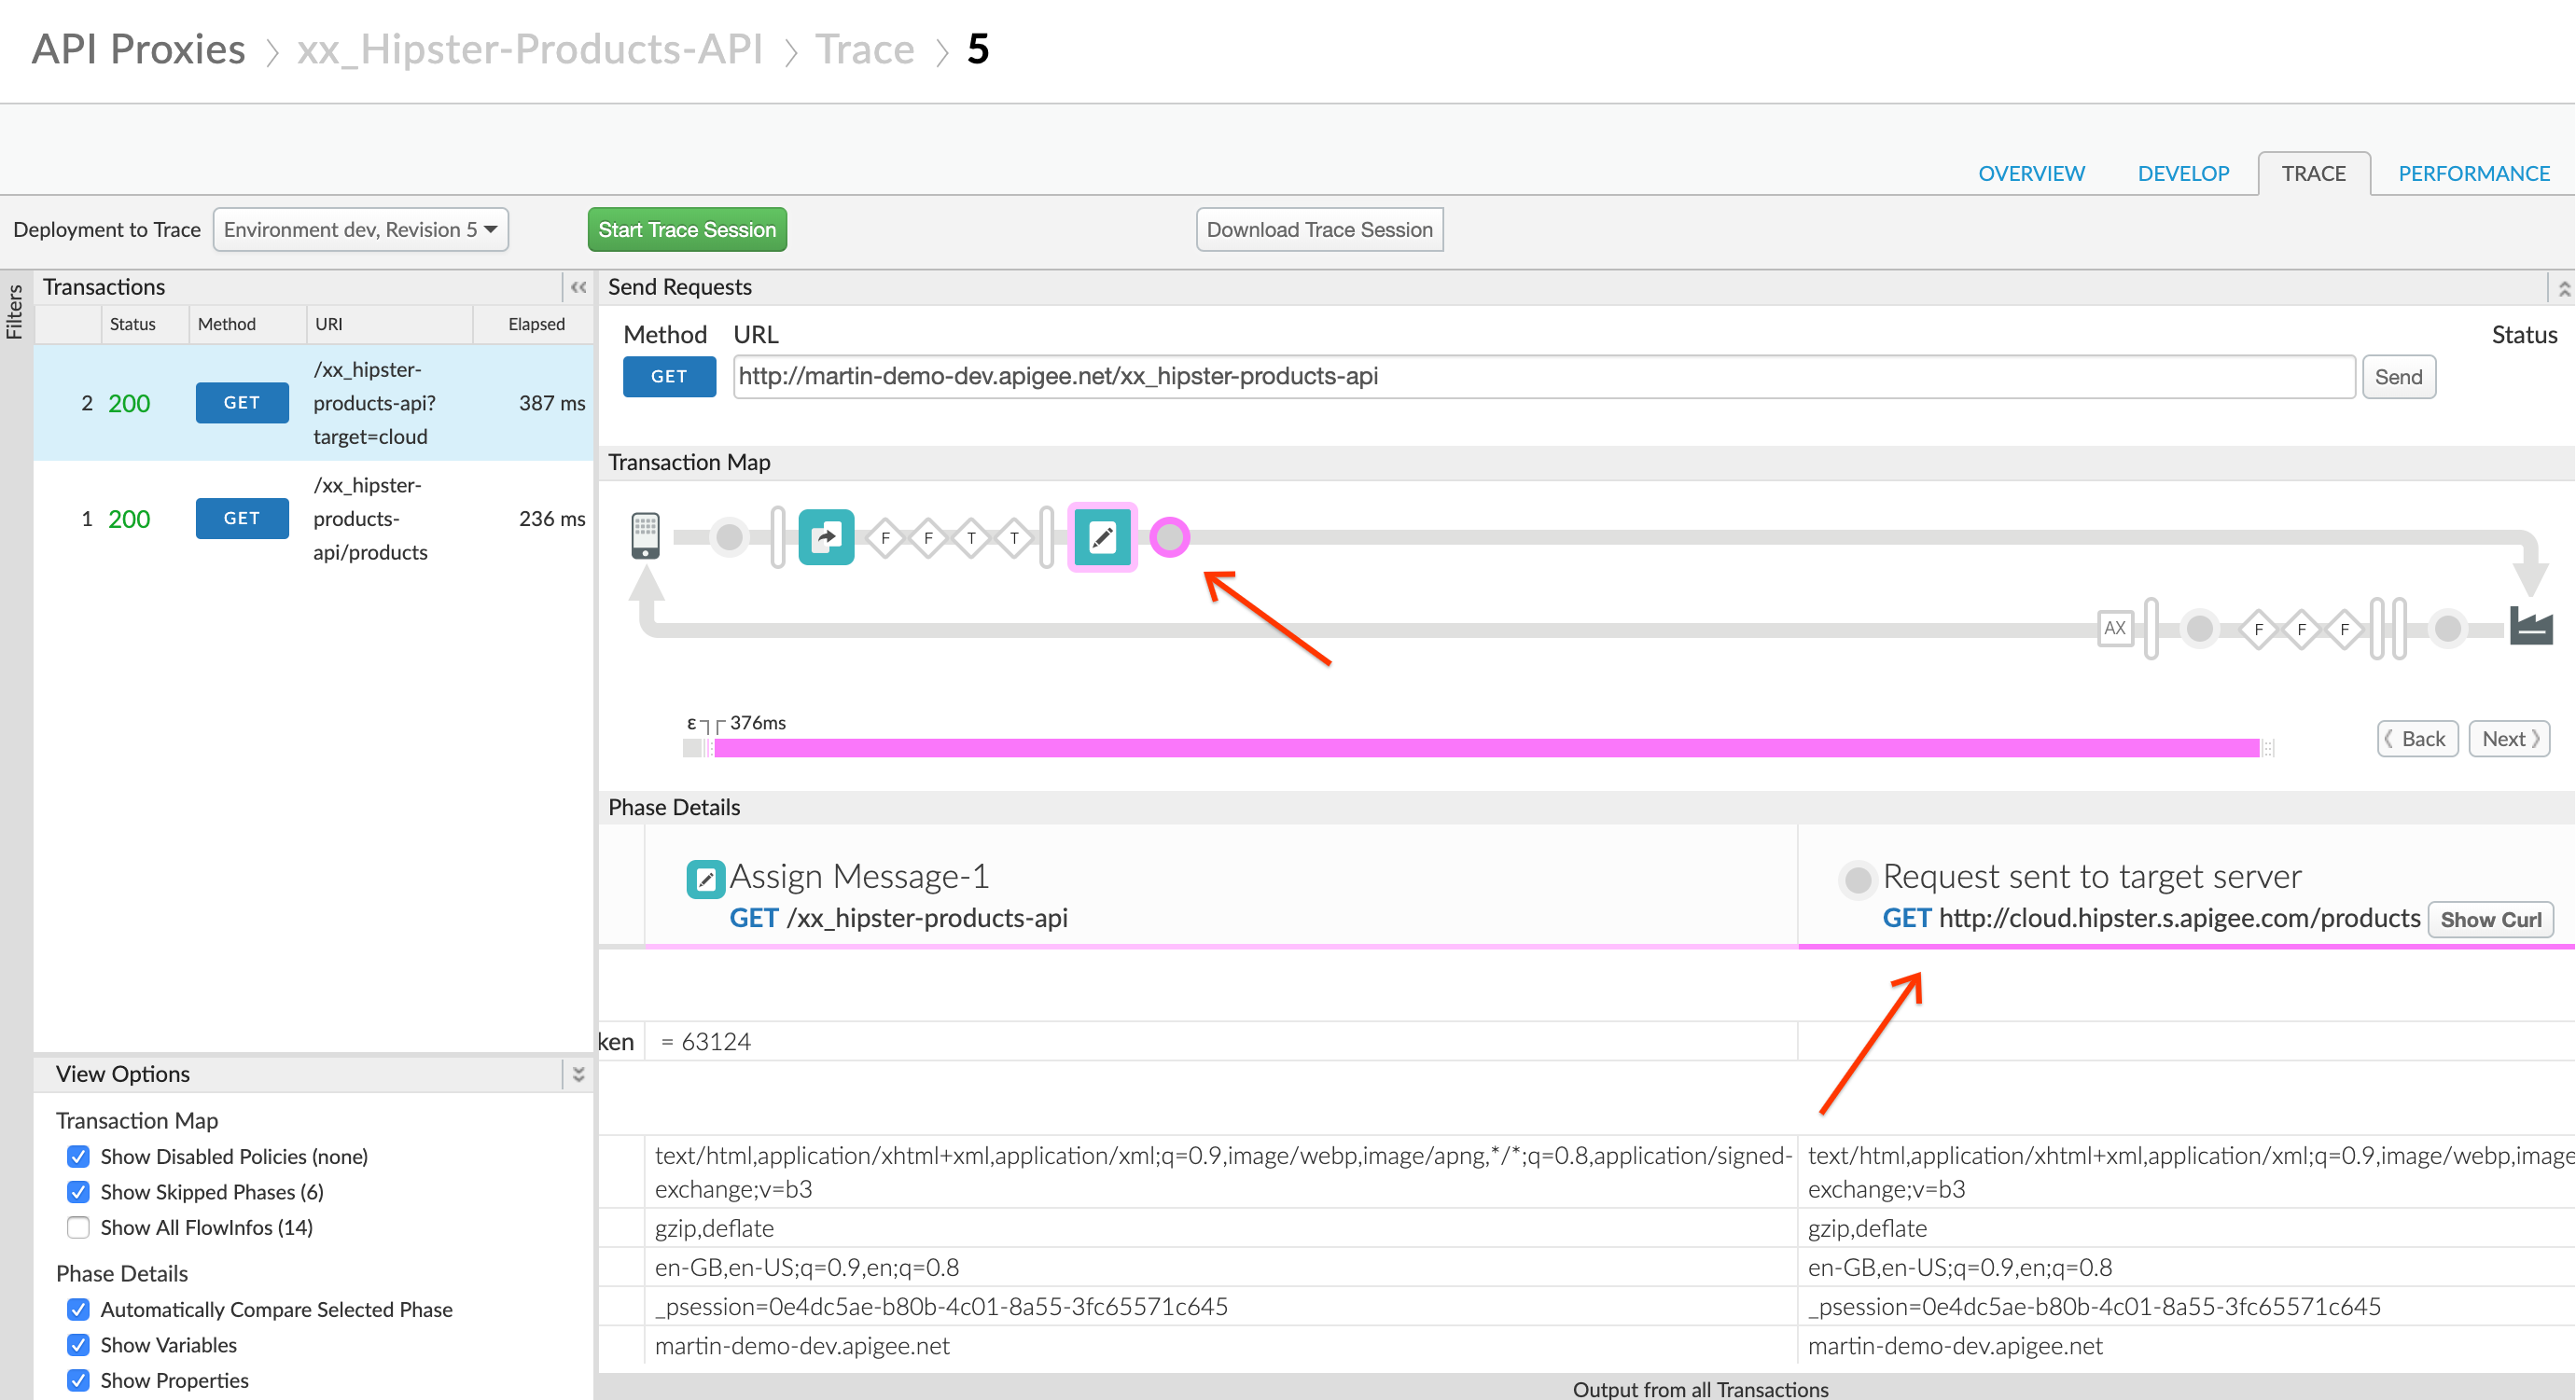 API Proxies > xx_Hipster-Products-API > Trace > 5
OVERVIEW DEVELOP TRACE PERFORMANCE
Deployment to Trace Environment dev, Revision 5 Start Trace Session Download Trace Session
Filters
Transactions
Status Method URI Elapsed
2 200 GET /xx_hipster-
products-api?
target=cloud
387 ms
1 200 GET /xx_hipster-
products-
api/products
236 ms
Send Requests
Method URL Status
GET http://martin-demo-dev.apigee.net/xx_hipster-products-api Send
Transaction Map
F F T T
AX F F F
ε 376ms
Back Next
Phase Details
Assign Message-1
GET /xx_hipster-products-api
Request sent to target server
GET http://cloud.hipster.s.apigee.com/products Show Curl
ken = 63124
text/html,application/xhtml+xml,application/xml;q=0.9,image/webp,image/apng,*/*;q=0.8,application/signed-
exchange;v=b3
text/html,application/xhtml+xml,application/xml;q=0.9,image/webp,image
exchange;v=b3
gzip,deflate gzip,deflate
en-GB,en-US;q=0.9,en;q=0.8 en-GB,en-US;q=0.9,en;q=0.8
_psession=0e4dc5ae-b80b-4c01-8a55-3fc65571c645 _psession=0e4dc5ae-b80b-4c01-8a55-3fc65571c645
martin-demo-dev.apigee.net martin-demo-dev.apigee.net
Output from all Transactions
View Options
Transaction Map
Show Disabled Policies (none)
Show Skipped Phases (6)
Show All FlowInfos (14)
Phase Details
Automatically Compare Selected Phase
Show Variables
Show Properties